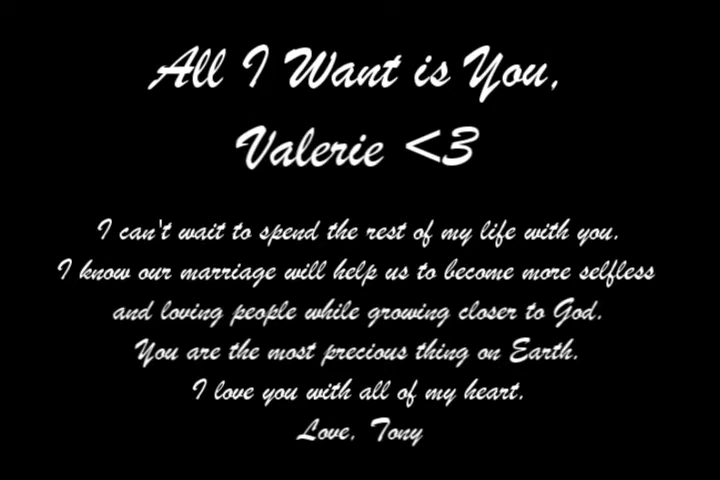 All I Want is You,
Valerie <3
I can't wait to spend the rest of my life with you.
I know our marriage will help us to become more selfless
and loving people while growing closer to God.
You are the most precious thing on Earth.
I love you with all of my heart.
Love, Tony